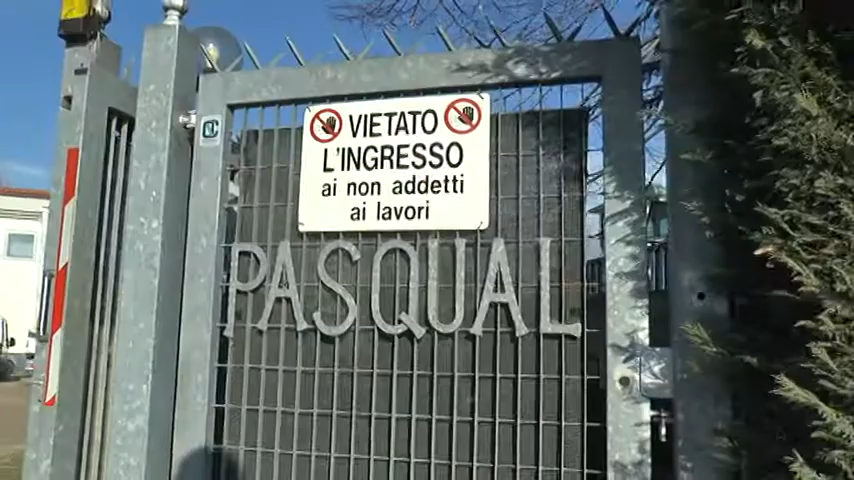 VIETATO
L'INGRESSO
ai non addetti
ai lavori
PASQUAL